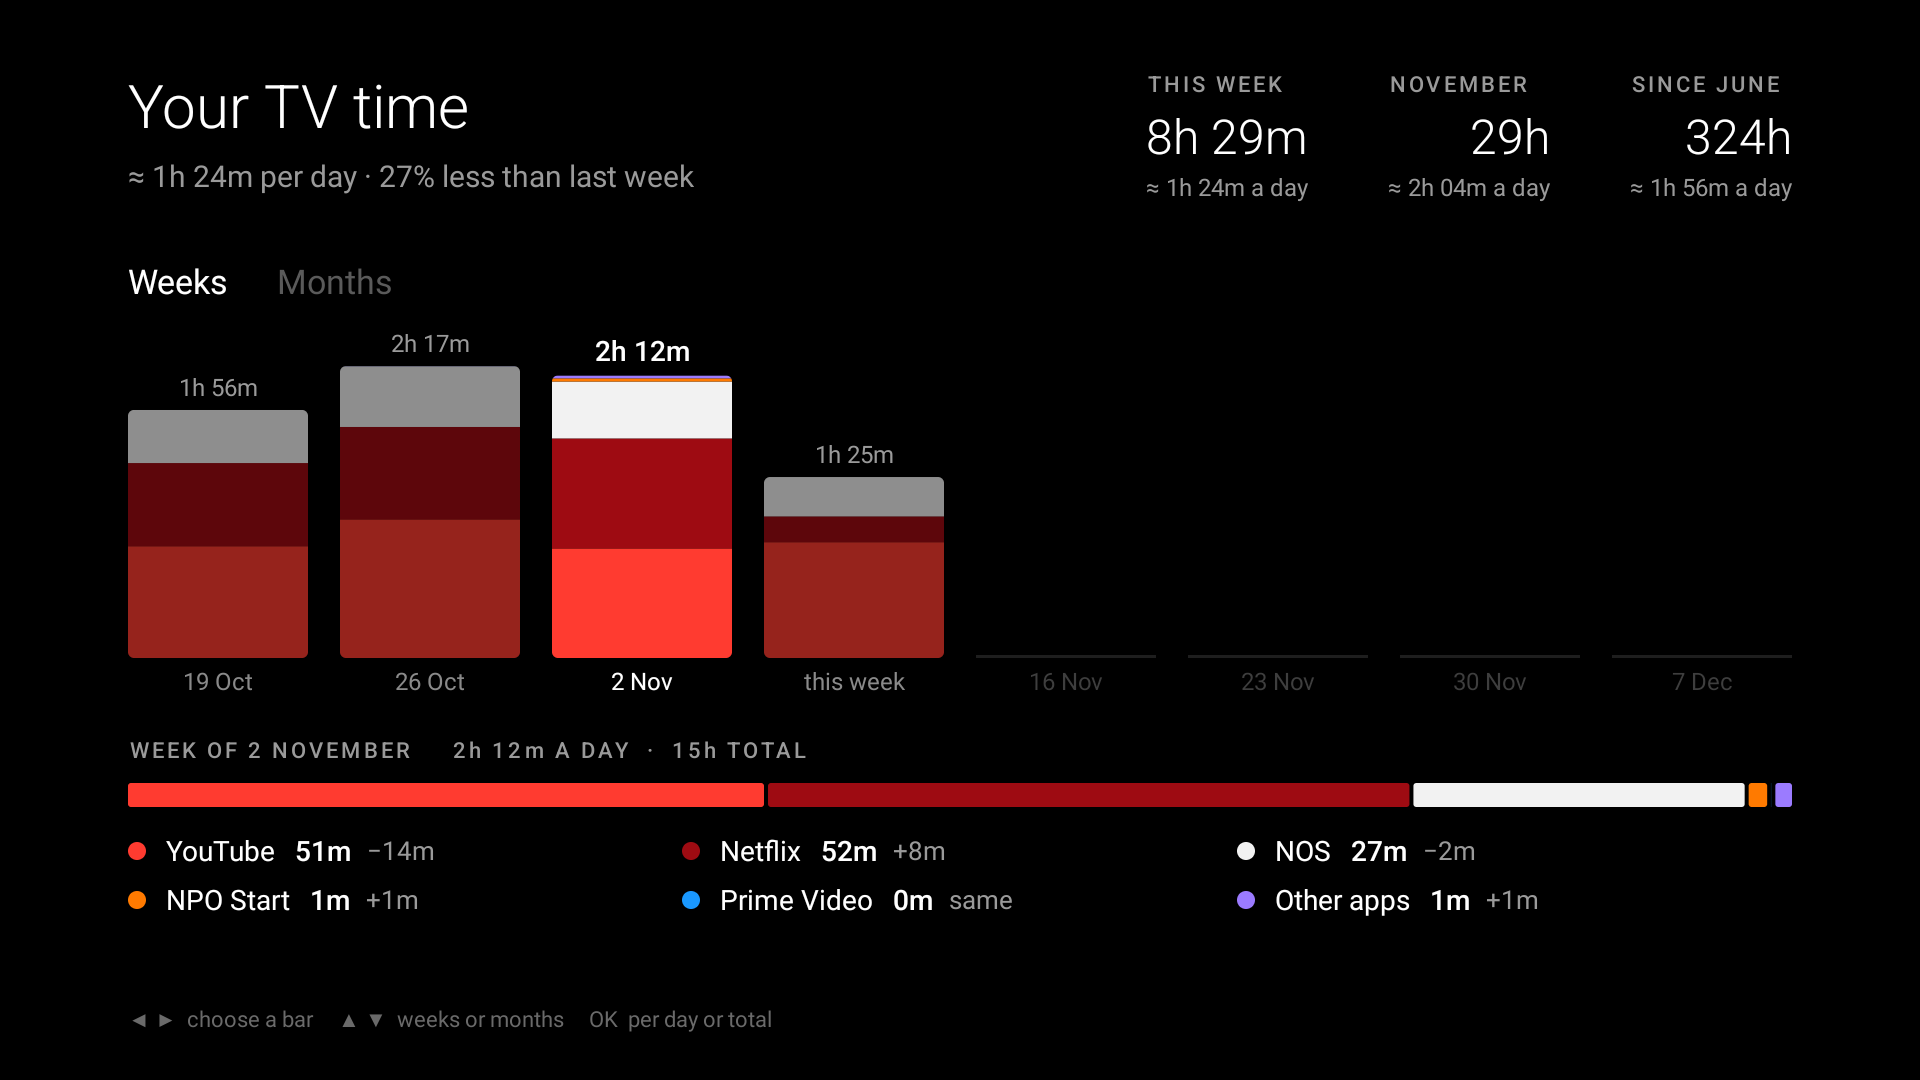 Your TV time
≈ 1h 24m per day · 27% less than last week
THIS WEEK
8h 29m
≈ 1h 24m a day
NOVEMBER
29h
≈ 2h 04m a day
SINCE JUNE
324h
≈ 1h 56m a day
Weeks Months
1h 56m
2h 17m
2h 12m
1h 25m
19 Oct
26 Oct
2 Nov
this week
16 Nov
23 Nov
30 Nov
7 Dec
WEEK OF 2 NOVEMBER 2h 12m A DAY · 15h TOTAL
YouTube 51m −14m
Netflix 52m +8m
NOS 27m −2m
NPO Start 1m +1m
Prime Video 0m same
Other apps 1m +1m
◄ ► choose a bar ▲ ▼ weeks or months OK per day or total